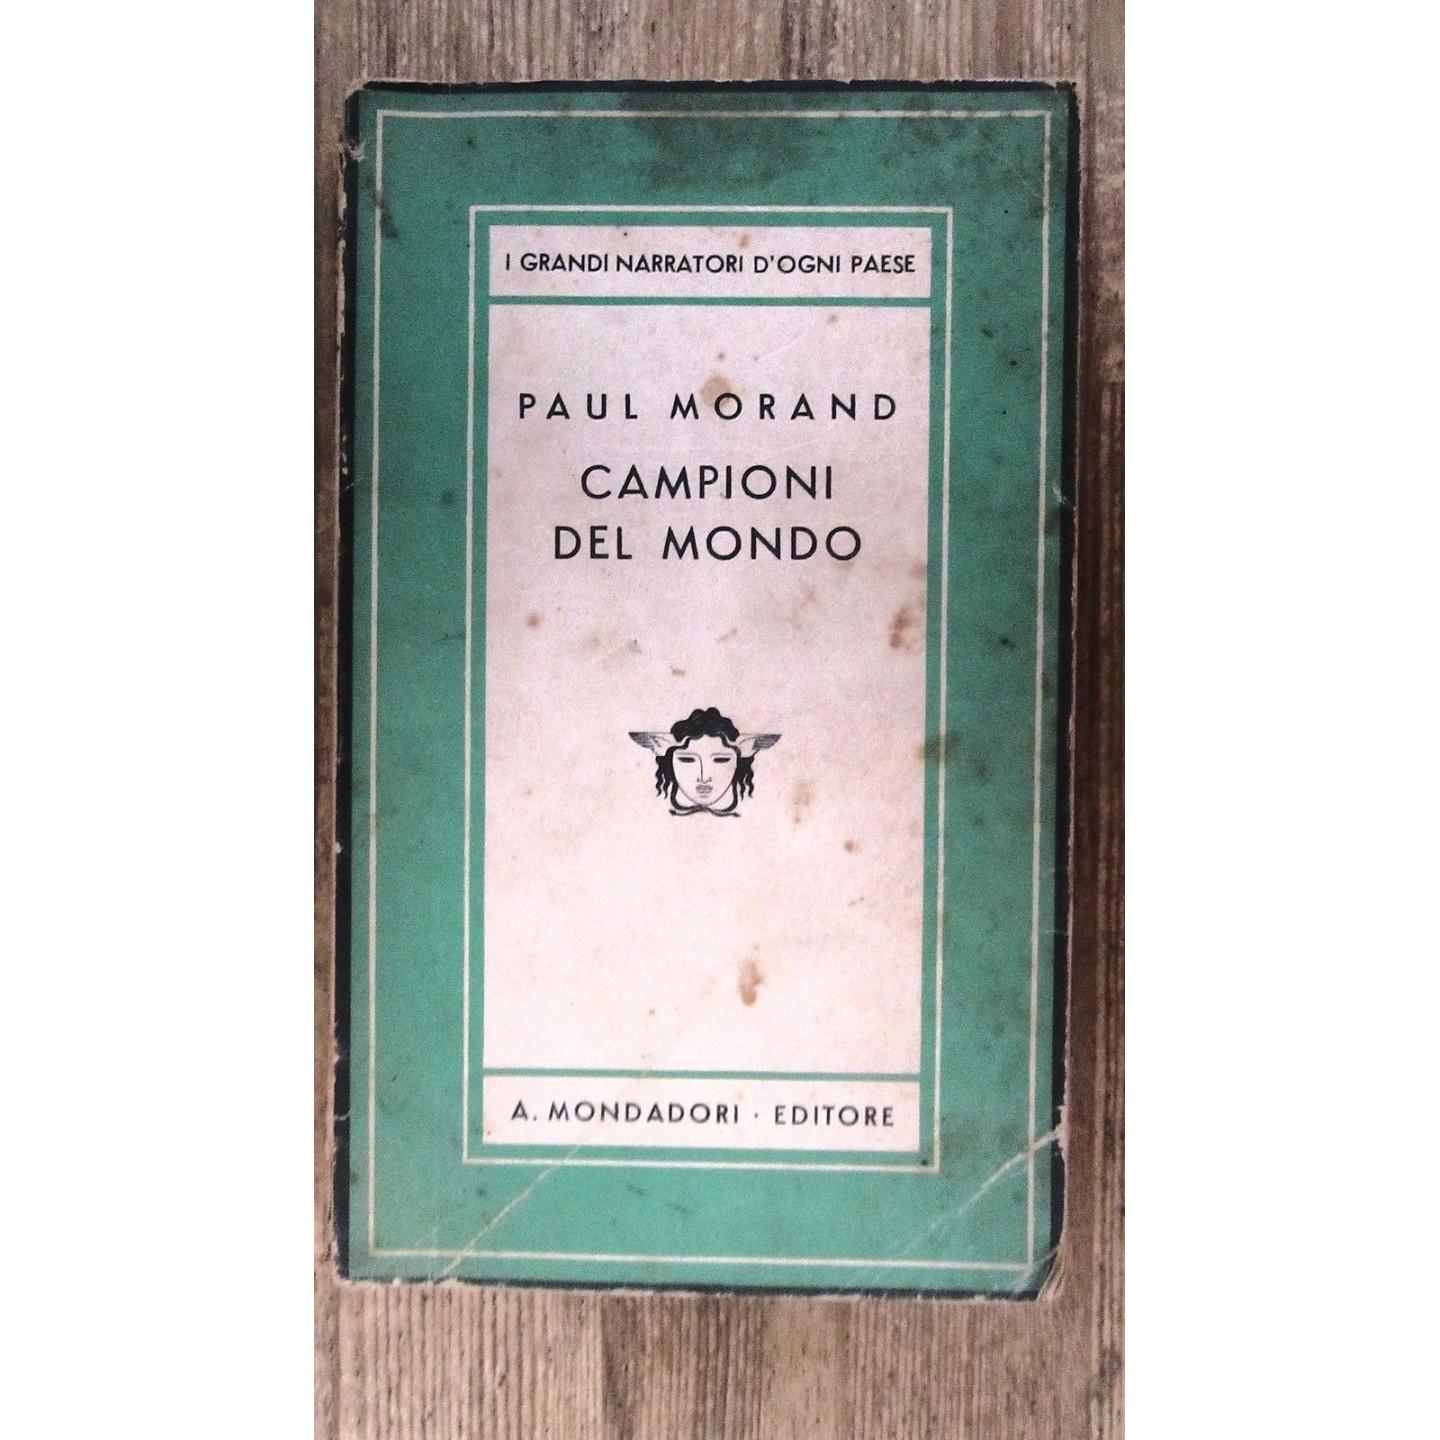 I GRANDI NARRATORI D'OGNI PAESE
PAUL MORAND
CAMPIONI
DEL MONDO
A. MONDADORI · EDITORE